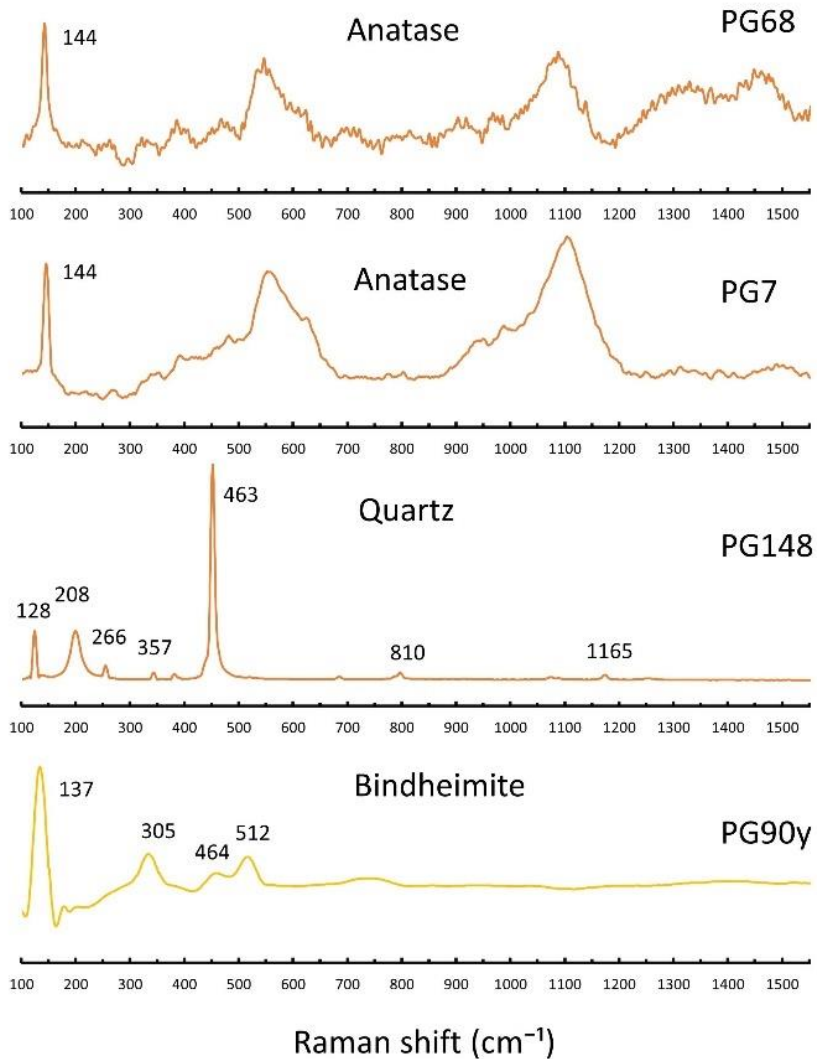 144 Anatase PG68
100 200 300 400 500 600 700 800 900 1000 1100 1200 1300 1400 1500
144 Anatase PG7
100 200 300 400 500 600 700 800 900 1000 1100 1200 1300 1400 1500
463 Quartz PG148
128 208 266 357 810 1165
100 200 300 400 500 600 700 800 900 1000 1100 1200 1300 1400 1500
137 Bindheimite PG90y
305 464 512
100 200 300 400 500 600 700 800 900 1000 1100 1200 1300 1400 1500
Raman shift (cm⁻¹)